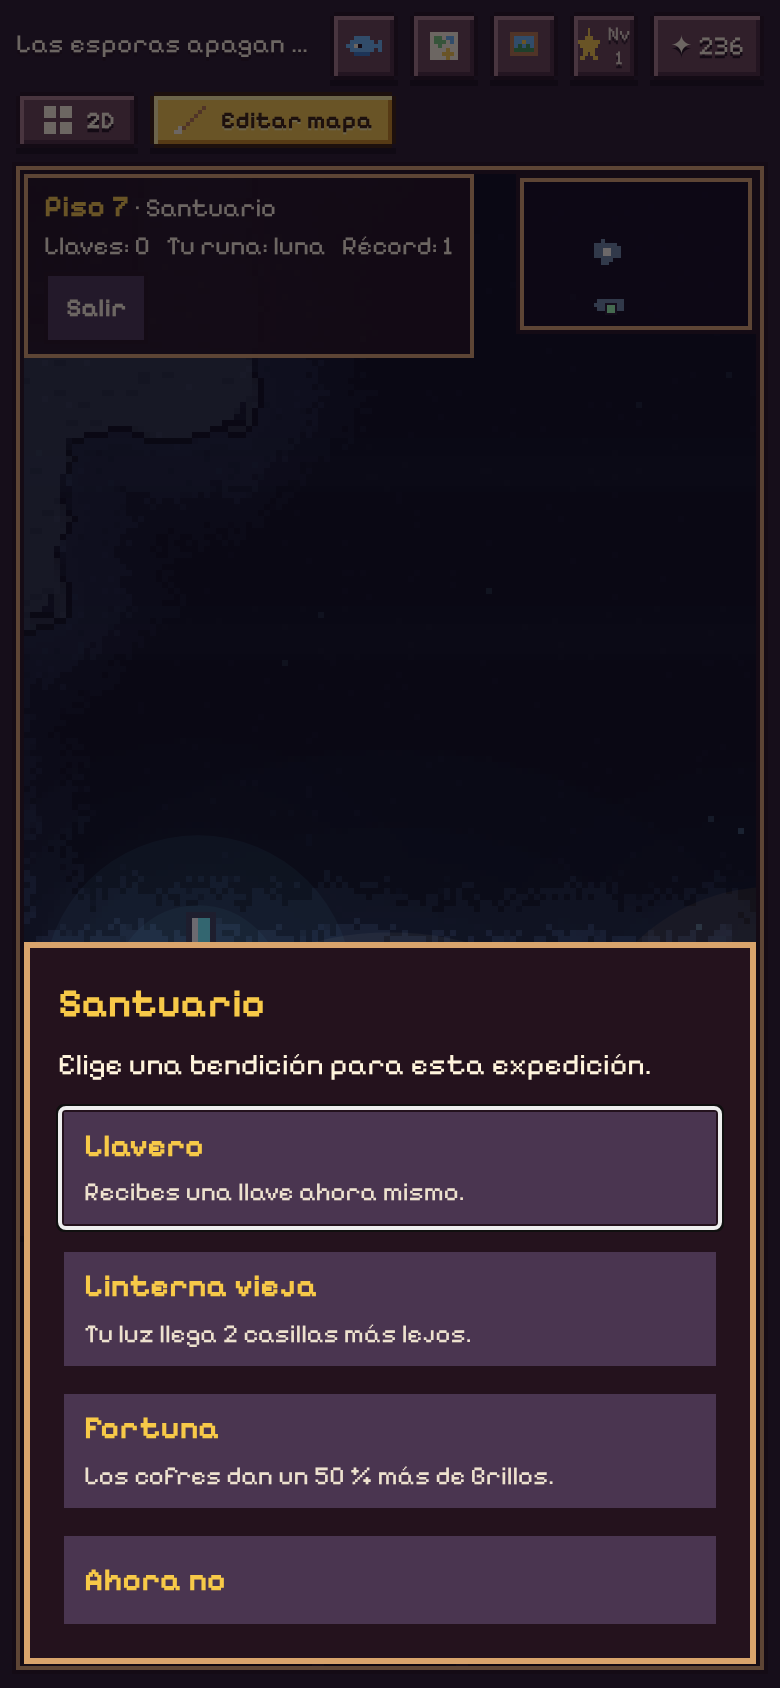 Las esporas apagan ...
Nv
1
236
2D
Editar mapa
Piso 7 · Santuario
Llaves: 0 Tu runa: luna Récord: 1
Salir
Santuario
Elige una bendición para esta expedición.
Llavero
Recibes una llave ahora mismo.
Linterna vieja
Tu luz llega 2 casillas más lejos.
Fortuna
Los cofres dan un 50 % más de Brillos.
Ahora no